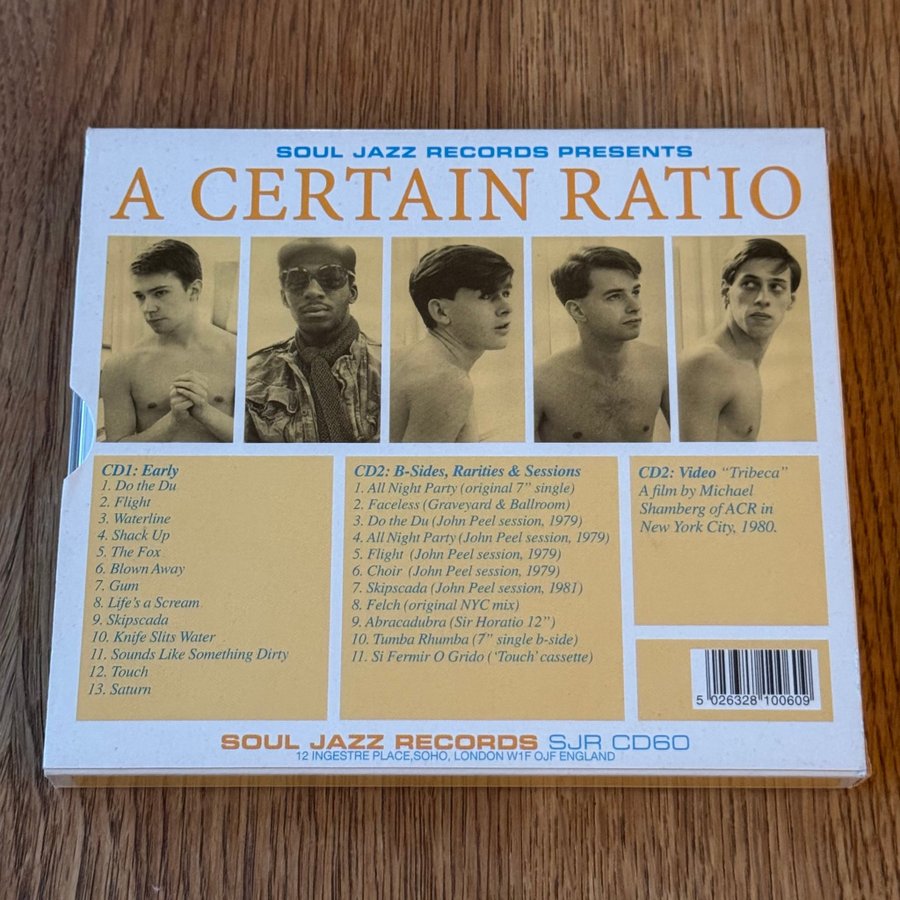 SOUL JAZZ RECORDS PRESENTS
A CERTAIN RATIO
CD1: Early
1. Do the Du
2. Flight
3. Waterline
4. Shack Up
5. The Fox
6. Blown Away
7. Gum
8. Life's a Scream
9. Skipscada
10. Knife Slits Water
11. Sounds Like Something Dirty
12. Touch
13. Saturn
CD2: B-Sides, Rarities & Sessions
1. All Night Party (original 7” single)
2. Faceless (Graveyard & Ballroom)
3. Do the Du (John Peel session, 1979)
4. All Night Party (John Peel session, 1979)
5. Flight (John Peel session, 1979)
6. Choir (John Peel session, 1979)
7. Skipscada (John Peel session, 1981)
8. Felch (original NYC mix)
9. Abracadubra (Sir Horatio 12”)
10. Tumba Rhumba (7” single b-side)
11. Si Fermir O Grido (‘Touch’ cassette)
CD2: Video “Tribeca”
A film by Michael
Shamberg of ACR in
New York City, 1980.
5 026328 100609
SOUL JAZZ RECORDS SJR CD60
12 INGESTRE PLACE,SOHO, LONDON W1F OJF ENGLAND